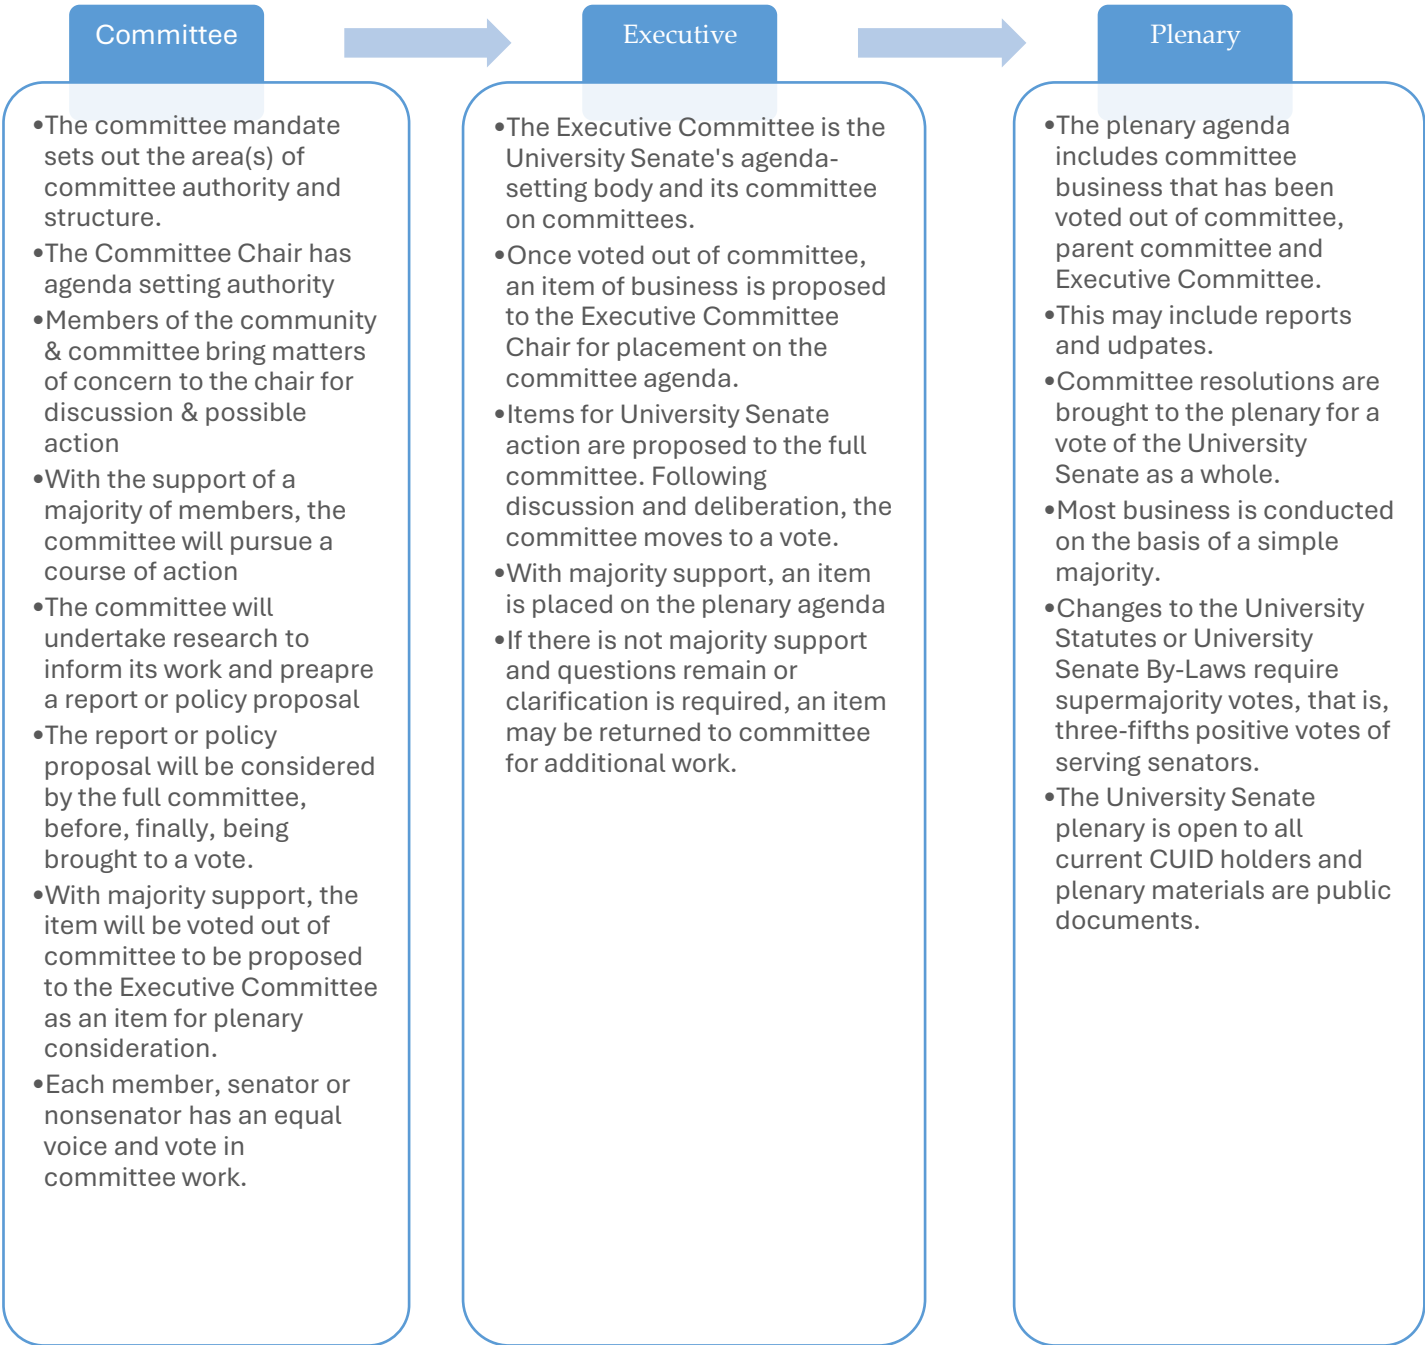 Committee
•The committee mandate
sets out the area(s) of
committee authority and
structure.
•The Committee Chair has
agenda setting authority
•Members of the community
& committee bring matters
of concern to the chair for
discussion & possible
action
•With the support of a
majority of members, the
committee will pursue a
course of action
•The committee will
undertake research to
inform its work and preapre
a report or policy proposal
•The report or policy
proposal will be considered
by the full committee,
before, finally, being
brought to a vote.
•With majority support, the
item will be voted out of
committee to be proposed
to the Executive Committee
as an item for plenary
consideration.
•Each member, senator or
nonsenator has an equal
voice and vote in
committee work.
Executive
•The Executive Committee is the
University Senate's agenda-
setting body and its committee
on committees.
•Once voted out of committee,
an item of business is proposed
to the Executive Committee
Chair for placement on the
committee agenda.
•Items for University Senate
action are proposed to the full
committee. Following
discussion and deliberation, the
committee moves to a vote.
•With majority support, an item
is placed on the plenary agenda
•If there is not majority support
and questions remain or
clarification is required, an item
may be returned to committee
for additional work.
Plenary
•The plenary agenda
includes committee
business that has been
voted out of committee,
parent committee and
Executive Committee.
•This may include reports
and udpates.
•Committee resolutions are
brought to the plenary for a
vote of the University
Senate as a whole.
•Most business is conducted
on the basis of a simple
majority.
•Changes to the University
Statutes or University
Senate By-Laws require
supermajority votes, that is,
three-fifths positive votes of
serving senators.
•The University Senate
plenary is open to all
current CUID holders and
plenary materials are public
documents.